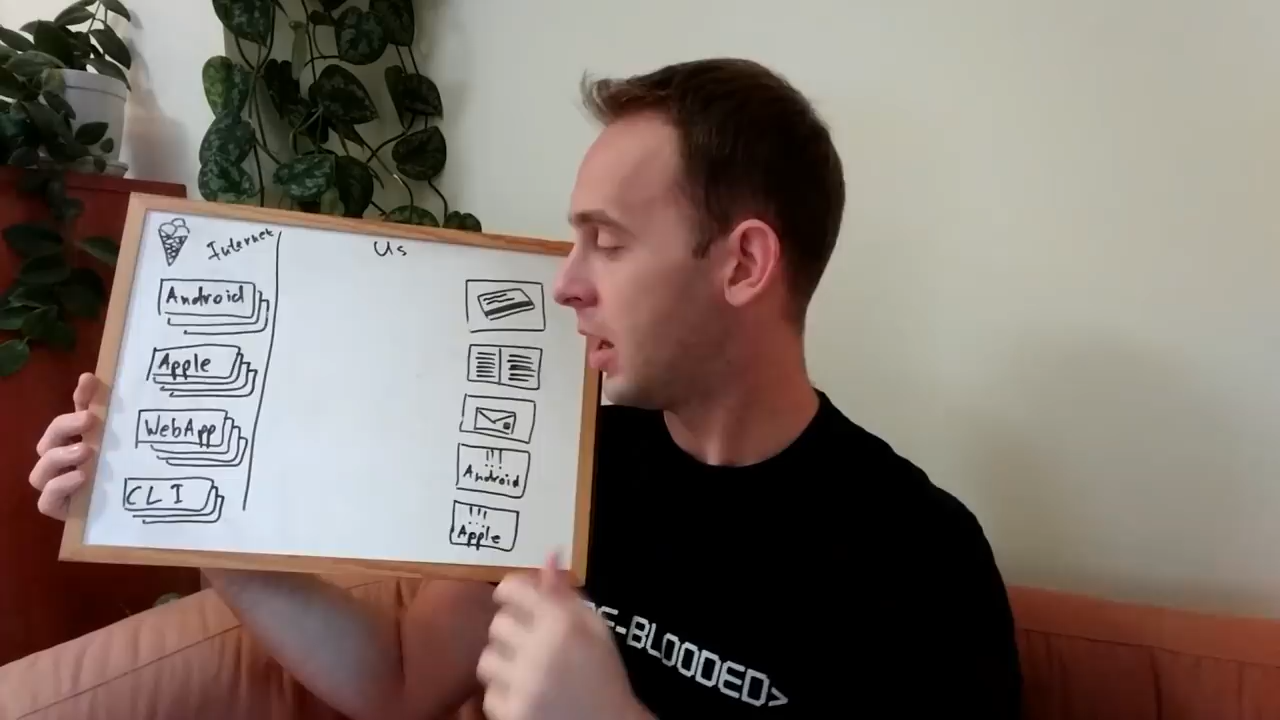 Internet
Us
Android
Apple
WebApp
CLI
!!!
Android
!!!
Apple
-BLOODED>